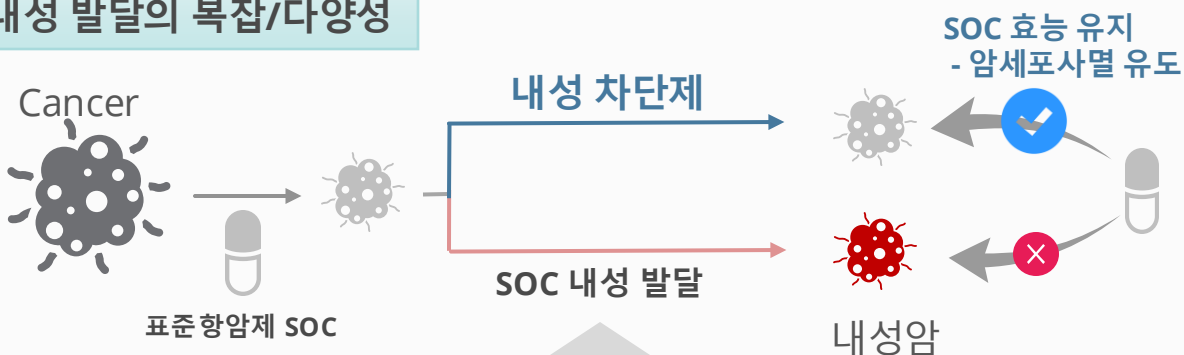 내성 발달의 복잡/다양성
SOC 효능 유지
- 암세포사멸 유도
Cancer
내성 차단제
표준항암제 SOC
SOC 내성 발달
내성암